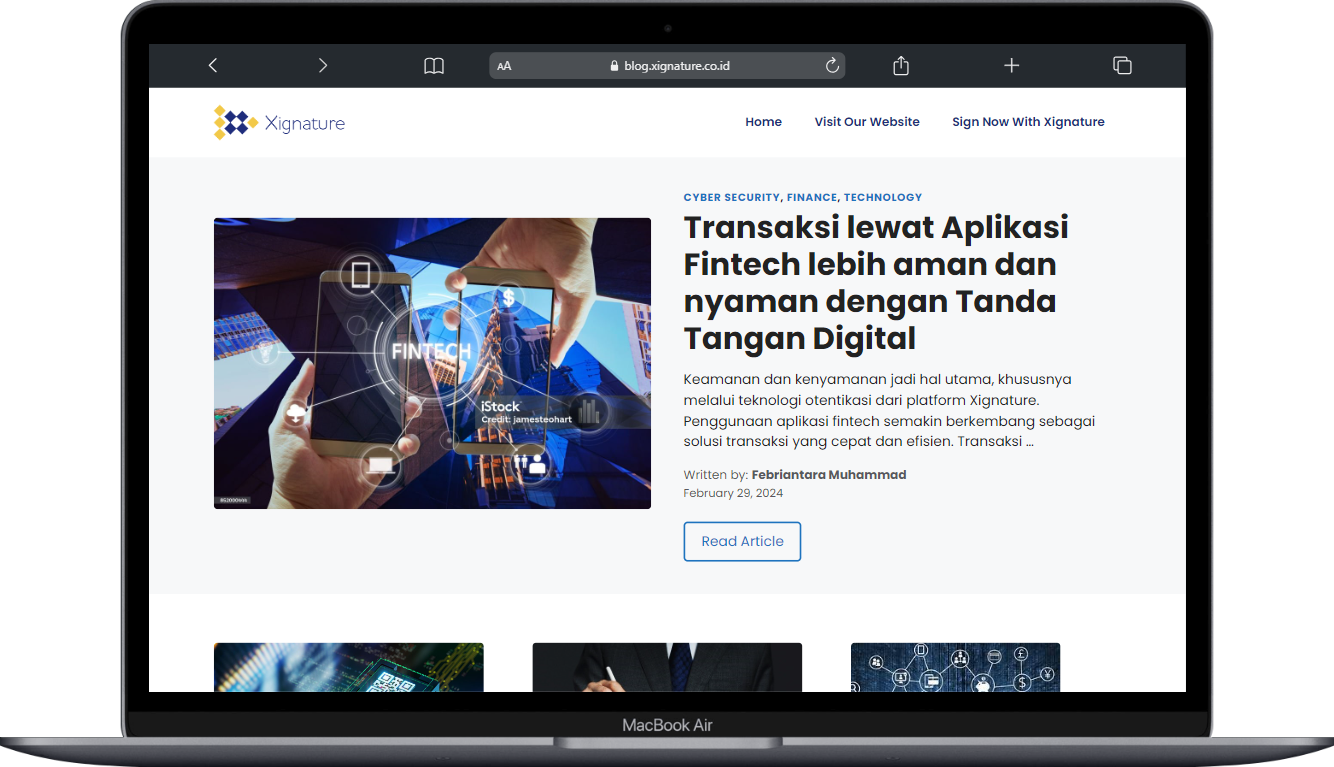 AA
blog.xignature.co.id
Xignature
Home
Visit Our Website
Sign Now With Xignature
CYBER SECURITY, FINANCE, TECHNOLOGY
Transaksi lewat Aplikasi
Fintech lebih aman dan
nyaman dengan Tanda
Tangan Digital
Keamanan dan kenyamanan jadi hal utama, khususnya
melalui teknologi otentikasi dari platform Xignature.
Penggunaan aplikasi fintech semakin berkembang sebagai
solusi transaksi yang cepat dan efisien. Transaksi …
Written by: Febriantara Muhammad
February 29, 2024
Read Article
$
FINTECH
iStock
Credit: jamesteohart
£
¥
$
MacBook Air